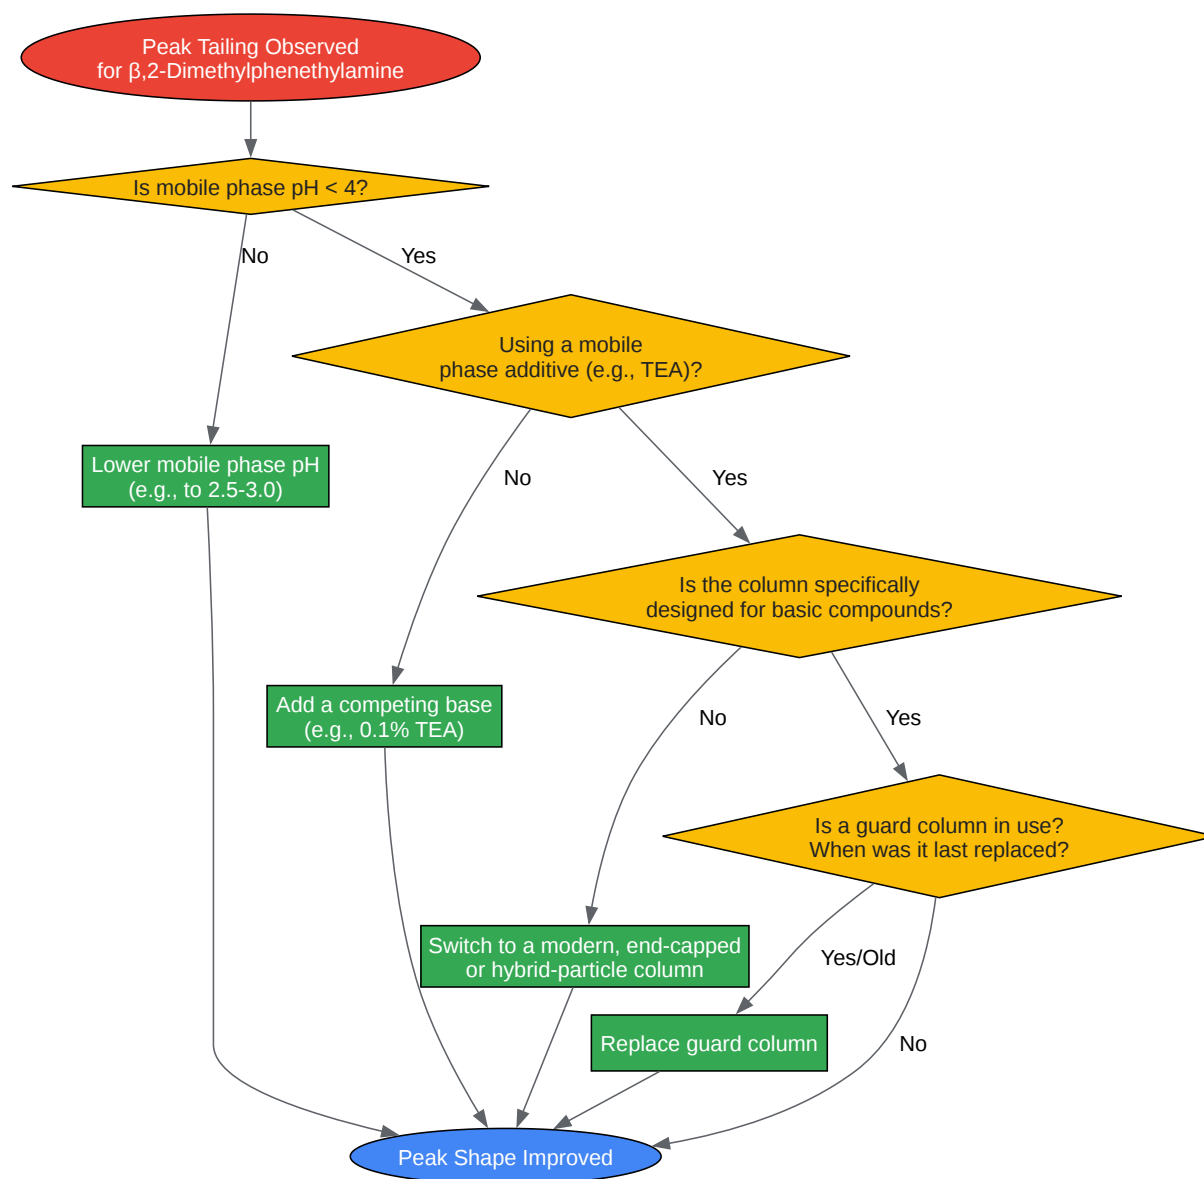 Peak Tailing Observed
for β,2-Dimethylphenethylamine
Is mobile phase pH < 4?
No
Yes
Using a mobile
phase additive (e.g., TEA)?
Lower mobile phase pH
(e.g., to 2.5-3.0)
No
Yes
Is the column specifically
designed for basic compounds?
Add a competing base
(e.g., 0.1% TEA)
No
Yes
Is a guard column in use?
When was it last replaced?
Switch to a modern, end-capped
or hybrid-particle column
Yes/Old
No
Replace guard column
Peak Shape Improved